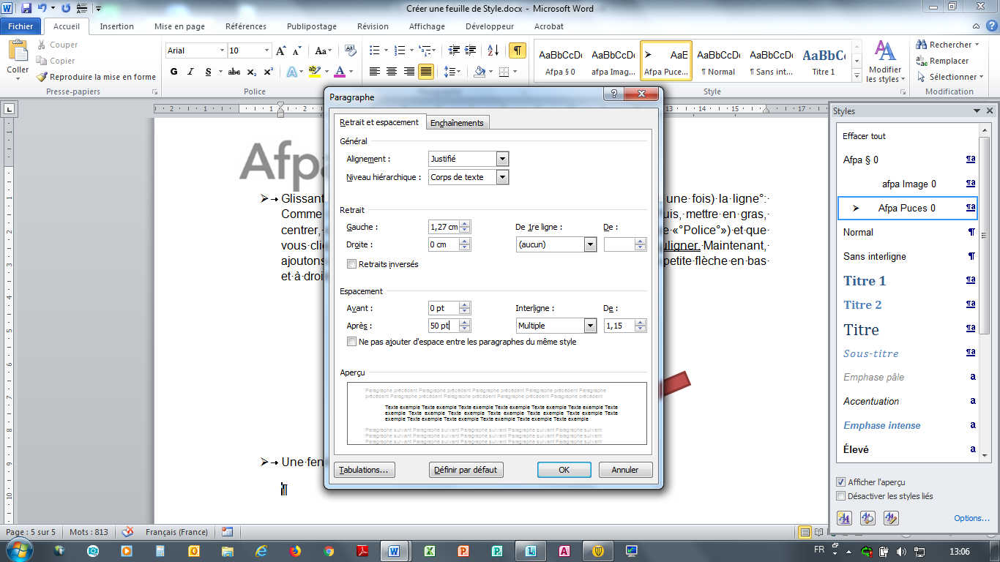 Créer une feuille de Style.docx - Microsoft Word
Fichier Accueil Insertion Mise en page Références Publipostage Révision Affichage Développeur Acrobat
Coller
Couper
Copier
Reproduire la mise en forme
Presse-papiers
Arial 10
G I S abc x₂ x²
Police
AaBbCcDc AaBbCcDc AaE AaBbCcDc AaBbCcDc AaBbC
Afpa § 0 afpa Imag... Afpa Puce... ¶ Normal ¶ Sans int... Titre 1
Style
Modifier les styles
Rechercher
Remplacer
Sélectionner
Modification
2 1 1 2 13 14 15 17
Afpa
Glissant
une fois) la ligne°:
Comme
uis, mettre en gras,
centrer,
e «°Police°») et que
vous clie
uligner. Maintenant,
ajoutons
petite flèche en bas
et à droi
Une fen
¶
Paragraphe
Retrait et espacement Enchaînements
Général
Alignement : Justifié
Niveau hiérarchique : Corps de texte
Retrait
Gauche : 1,27 cm De 1re ligne : De :
Droite : 0 cm (aucun)
Retraits inversés
Espacement
Avant : 0 pt Interligne : De :
Après : 50 pt Multiple 1,15
Ne pas ajouter d'espace entre les paragraphes du même style
Aperçu
Paragraphe précédent Paragraphe précédent Paragraphe précédent Paragraphe précédent Paragraphe
précédent Paragraphe précédent Paragraphe précédent Paragraphe précédent Paragraphe précédent
Texte exemple Texte exemple Texte exemple Texte exemple Texte exemple Texte exemple Texte
exemple Texte exemple Texte exemple Texte exemple Texte exemple Texte exemple Texte
exemple Texte exemple Texte exemple Texte exemple Texte exemple Texte exemple
Paragraphe suivant Paragraphe suivant Paragraphe suivant Paragraphe suivant Paragraphe suivant
Paragraphe suivant Paragraphe suivant Paragraphe suivant Paragraphe suivant Paragraphe suivant
Paragraphe suivant Paragraphe suivant Paragraphe suivant Paragraphe suivant Paragraphe suivant
Tabulations... Définir par défaut OK Annuler
Styles
Effacer tout
Afpa § 0 ¶a
afpa Image 0 ¶a
Afpa Puces 0 ¶a
Normal ¶
Sans interligne ¶
Titre 1 ¶a
Titre 2 ¶a
Titre ¶a
Sous-titre ¶a
Emphase pâle a
Accentuation a
Emphase intense a
Élevé a
Afficher l'aperçu
Désactiver les styles liés
Options...
Page : 5 sur 5 Mots : 813 Français (France)
FR 13:06